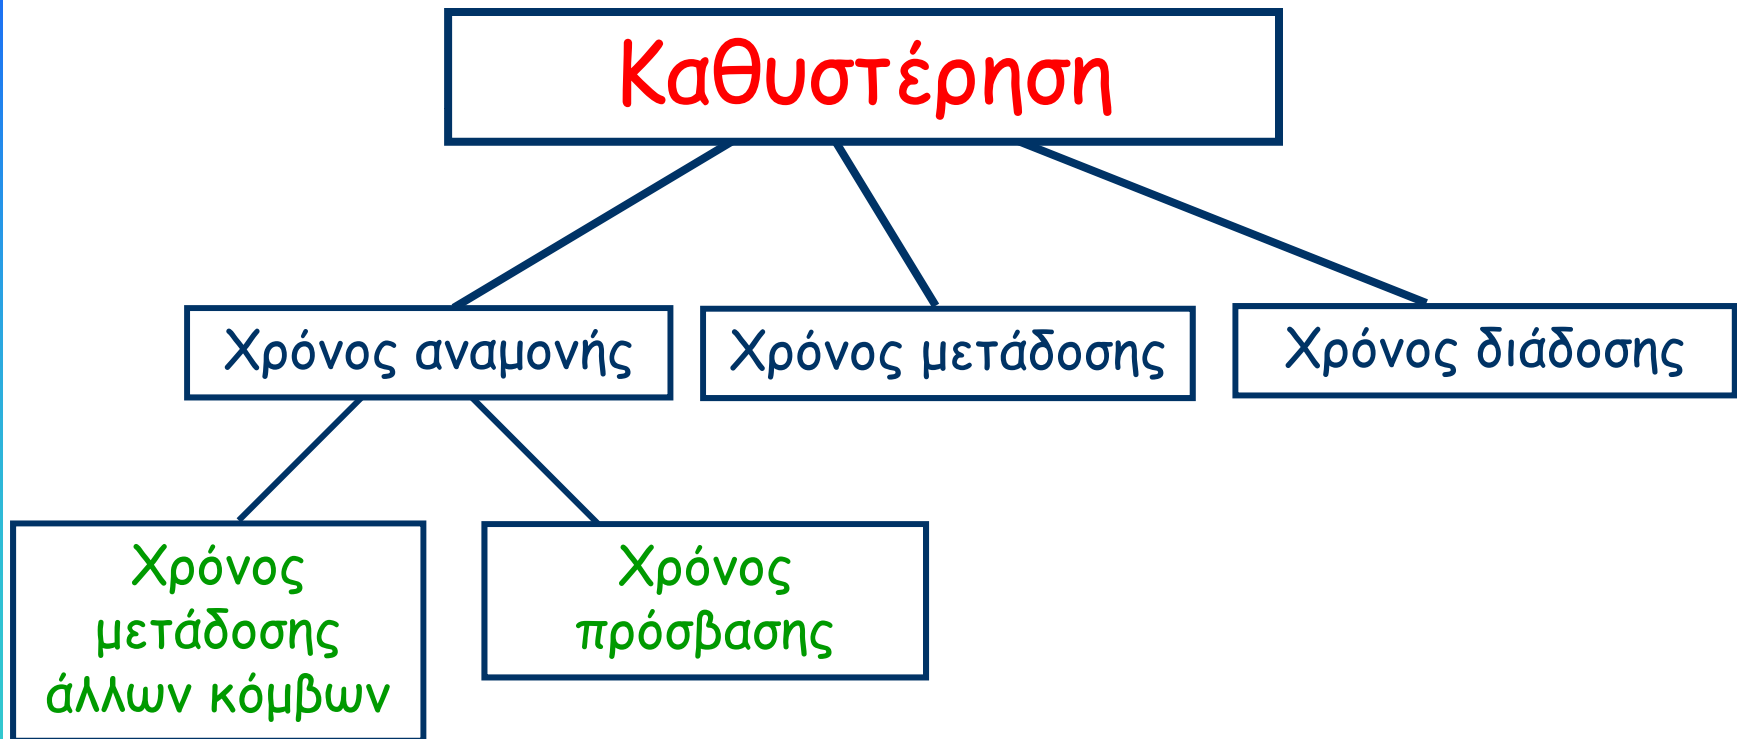 Καθυστέρηση
Χρόνος αναμονής
Χρόνος μετάδοσης
Χρόνος διάδοσης
Χρόνος
μετάδοσης
άλλων κόμβων
Χρόνος
πρόσβασης